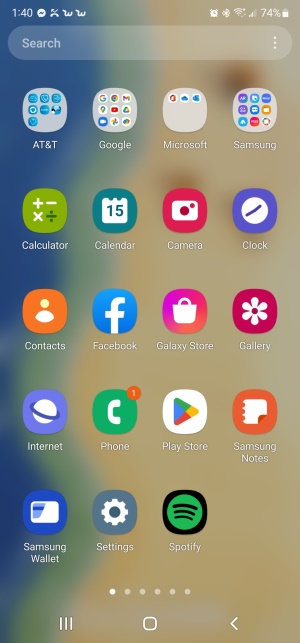 1:40
74%
Search
AT&T
Google
Microsoft
Samsung
15
Calculator
Calendar
Camera
Clock
Contacts
Facebook
Galaxy Store
Gallery
1
Internet
Phone
Play Store
Samsung
Notes
Samsung
Wallet
Settings
Spotify